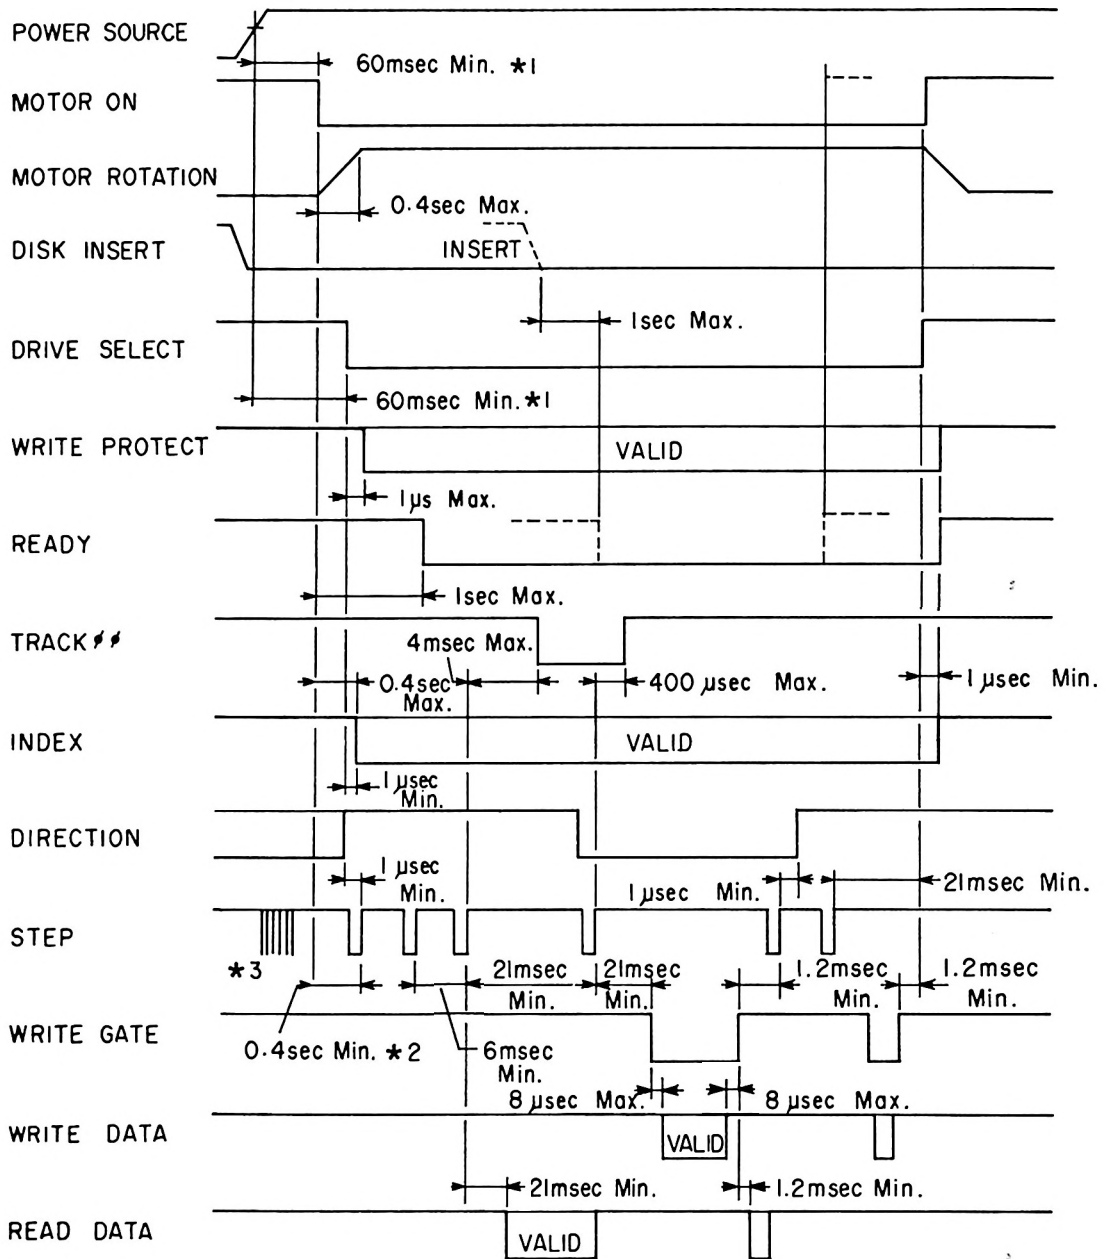 POWER SOURCE
60msec Min. *1
MOTOR ON
MOTOR ROTATION
0.4sec Max.
DISK INSERT
INSERT
1sec Max.
DRIVE SELECT
60msec Min. *1
WRITE PROTECT
VALID
1µs Max.
READY
1sec Max.
TRACK 00
4msec Max.
0.4sec Max.
400 µsec Max.
1 µsec Min.
INDEX
VALID
1 µsec
Min.
DIRECTION
1 µsec
Min.
1 µsec Min.
21msec Min.
STEP
*3
21msec
Min.
21msec
Min.
1.2msec
Min.
1.2msec
Min.
WRITE GATE
0.4sec Min. *2
6msec
Min.
8 µsec Max.
8 µsec Max.
WRITE DATA
VALID
21msec Min.
1.2msec Min.
READ DATA
VALID